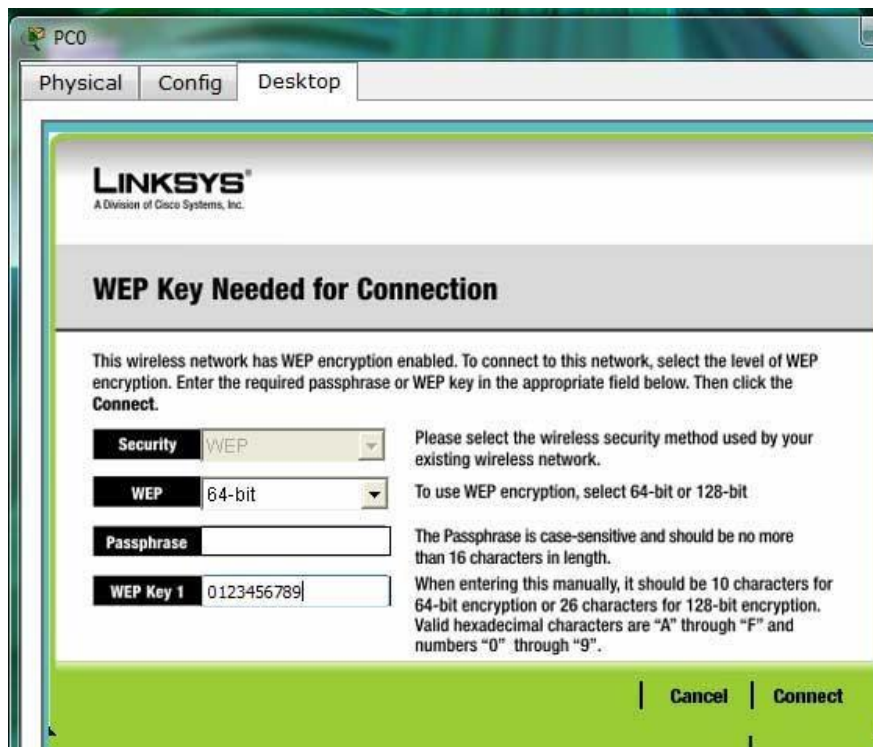 PC0
Physical Config Desktop
LINKSYS®
A Division of Cisco Systems, Inc.
WEP Key Needed for Connection
This wireless network has WEP encryption enabled. To connect to this network, select the level of WEP
encryption. Enter the required passphrase or WEP key in the appropriate field below. Then click the
Connect.
Security WEP Please select the wireless security method used by your
existing wireless network.
WEP 64-bit To use WEP encryption, select 64-bit or 128-bit
Passphrase The Passphrase is case-sensitive and should be no more
than 16 characters in length.
WEP Key 1 0123456789 When entering this manually, it should be 10 characters for
64-bit encryption or 26 characters for 128-bit encryption.
Valid hexadecimal characters are “A” through “F” and
numbers “0” through “9”.
Cancel Connect